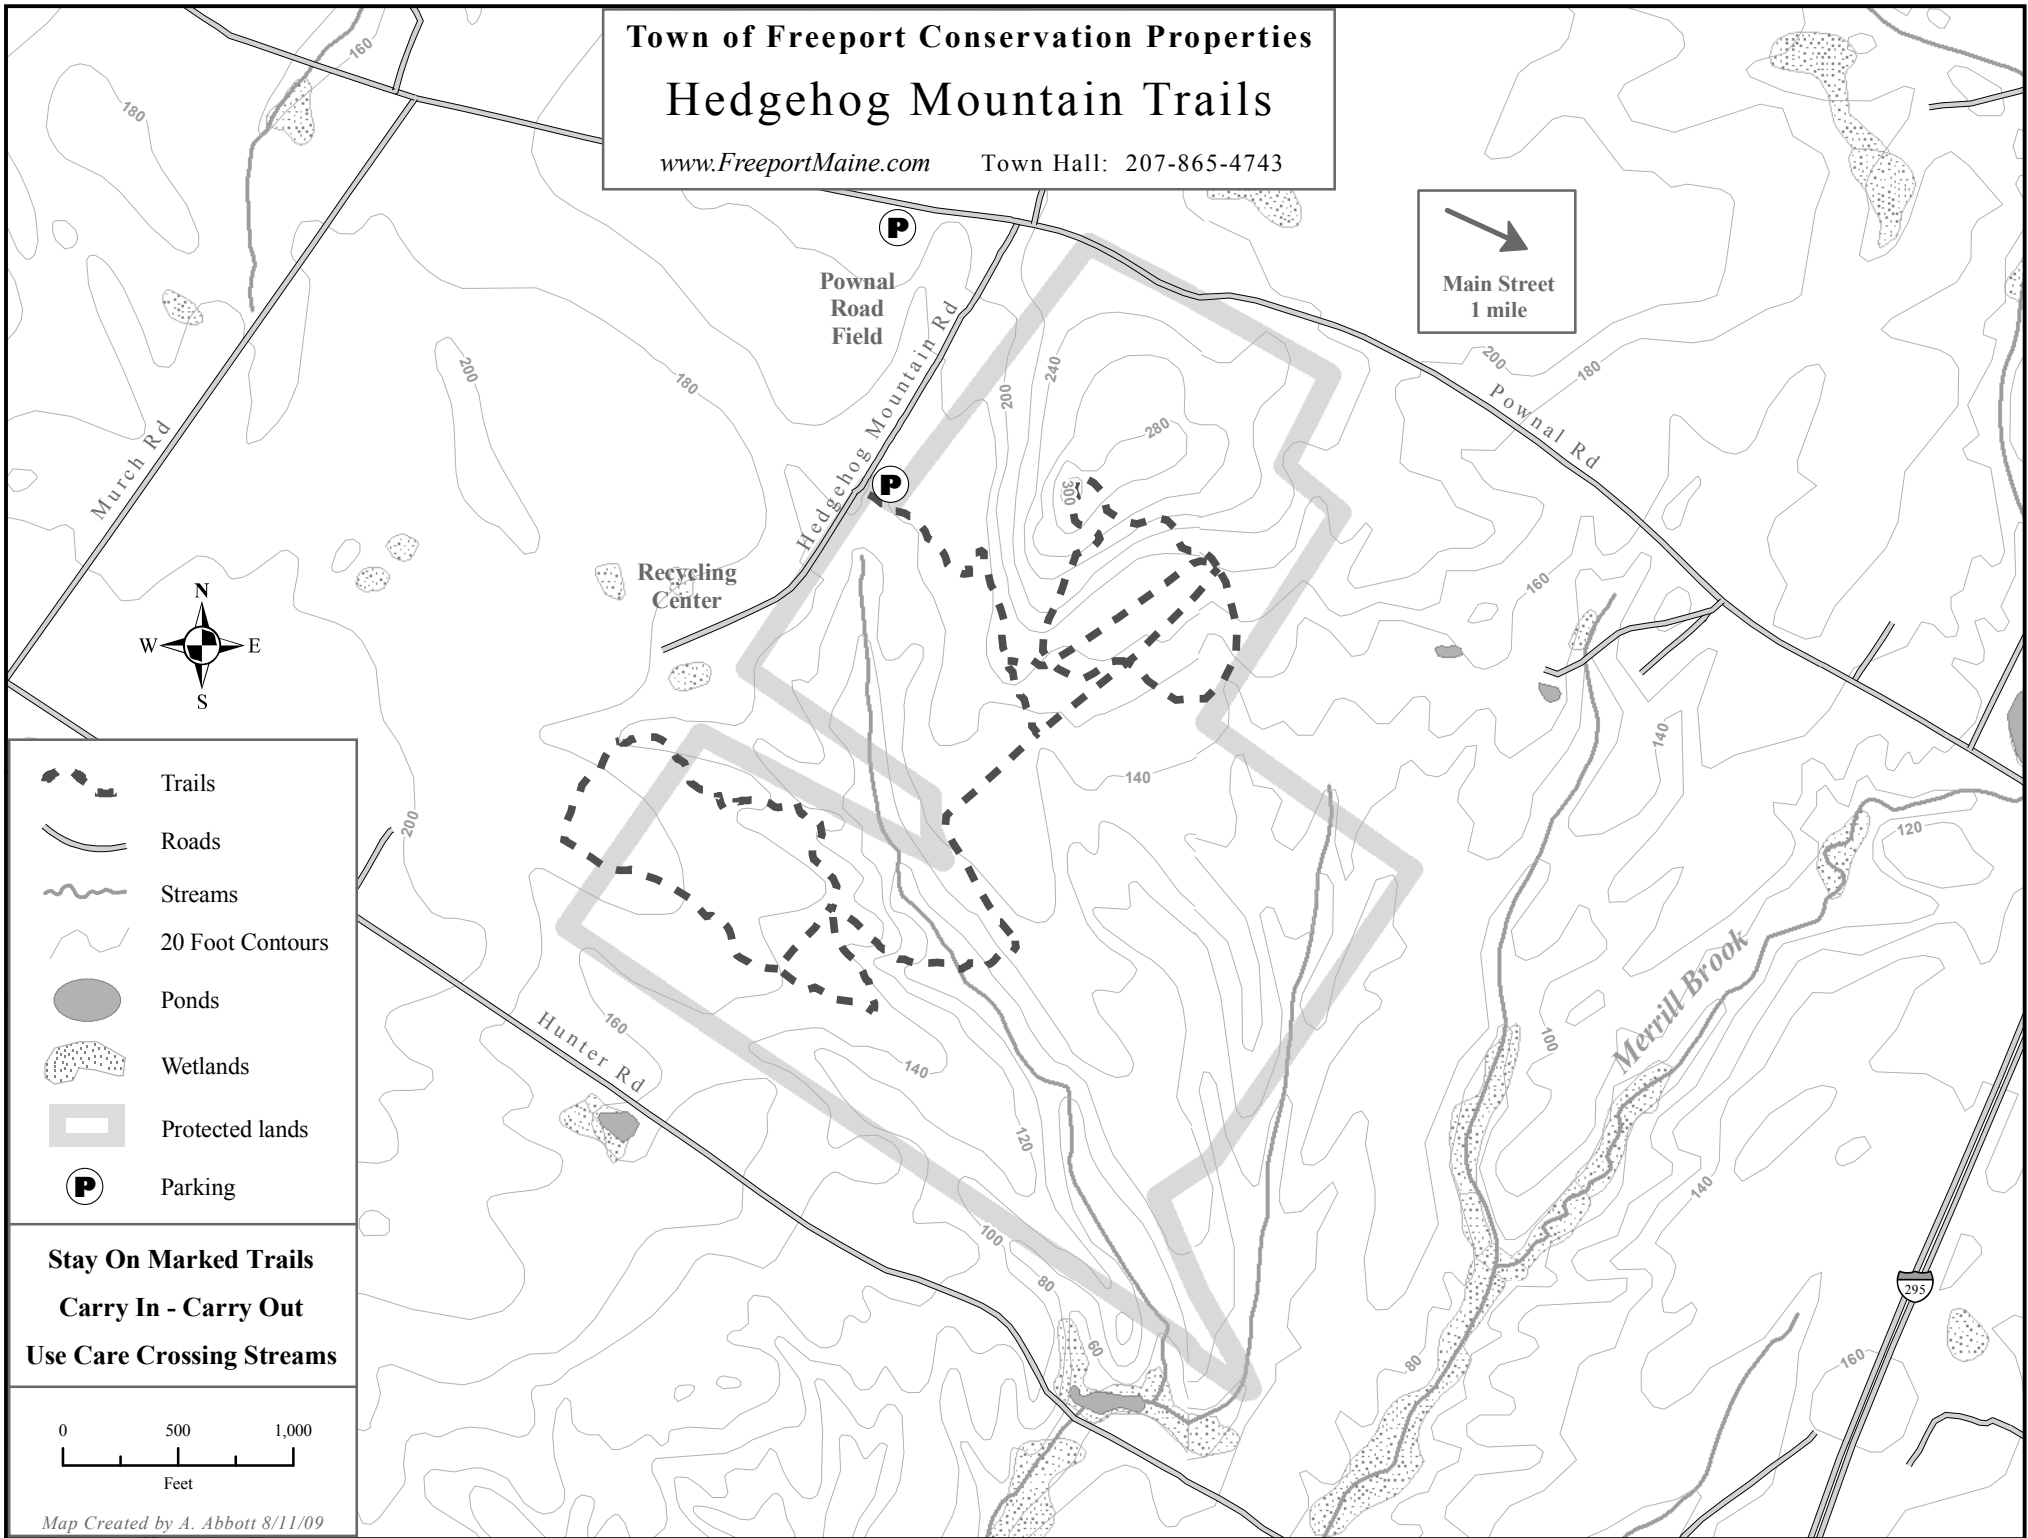 Town of Freeport Conservation Properties
Hedgehog Mountain Trails
www.FreeportMaine.com Town Hall: 207-865-4743
160
180
P
Pownal
Road
Field
Main Street
1 mile
Hedgehog Mountain Rd
200
180
200
240
280
300
200
180
Pownal Rd
Murch Rd
P
Recycling
Center
160
N
W E
S
140
140
200
120
Trails
Roads
Streams
20 Foot Contours
Ponds
Wetlands
Protected lands
P Parking
Hunter Rd
160
140
120
100
80
60
Merrill Brook
100
140
80
160
295
Stay On Marked Trails
Carry In - Carry Out
Use Care Crossing Streams
0 500 1,000
Feet
Map Created by A. Abbott 8/11/09